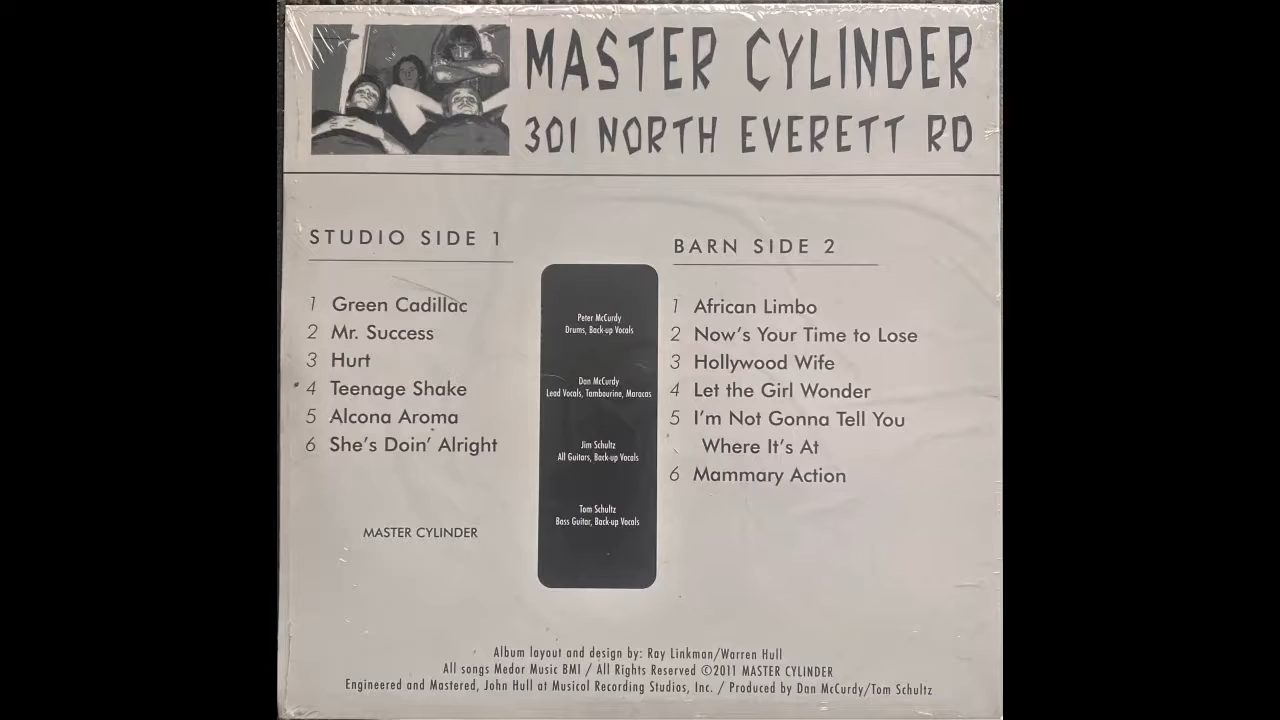 MASTER CYLINDER
301 NORTH EVERETT RD
STUDIO SIDE 1
1 Green Cadillac
2 Mr. Success
3 Hurt
4 Teenage Shake
5 Alcona Aroma
6 She's Doin' Alright
MASTER CYLINDER
Peter McCurdy
Drums, Back-up Vocals
Dan McCurdy
Lead Vocals, Tambourine, Maracas
Jim Schultz
All Guitars, Back-up Vocals
Tom Schultz
Bass Guitar, Back-up Vocals
BARN SIDE 2
1 African Limbo
2 Now's Your Time to Lose
3 Hollywood Wife
4 Let the Girl Wonder
5 I'm Not Gonna Tell You
Where It's At
6 Mammary Action
Album layout and design by: Ray Linkman/Warren Hull
All songs Medor Music BMI / All Rights Reserved ©2011 MASTER CYLINDER
Engineered and Mastered, John Hull at Musicol Recording Studios, Inc. / Produced by Dan McCurdy/Tom Schultz